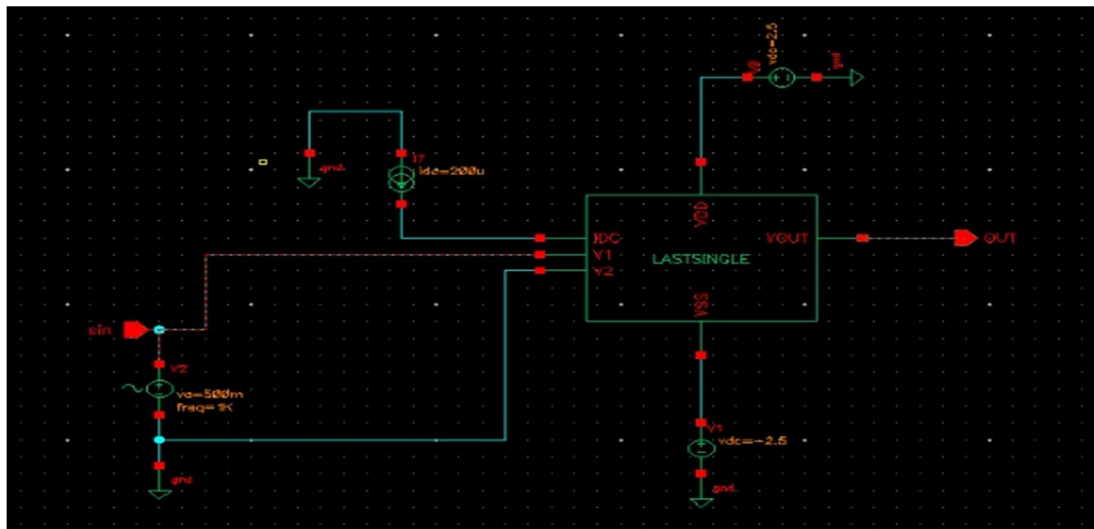 vdc=2.5
V0
gnd
I7
gnd
idc=200u
VDD
IDC
VOUT
OUT
V1
LASTSINGLE
V2
VSS
sin
V2
va=500m
freq=1K
V1
vdc=-2.5
gnd
gnd